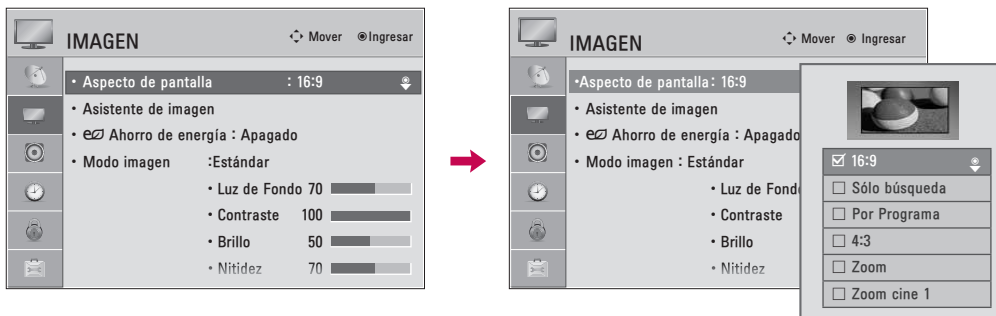 IMAGEN
Mover
Ingresar
• Aspecto de pantalla : 16:9
• Asistente de imagen
• e Ahorro de energía : Apagado
• Modo imagen :Estándar
• Luz de Fondo 70
• Contraste 100
• Brillo 50
• Nitidez 70
IMAGEN
Mover
Ingresar
•Aspecto de pantalla: 16:9
• Asistente de imagen
• e Ahorro de energía : Apagado
• Modo imagen : Estándar
• Luz de Fond
• Contraste
• Brillo
• Nitidez
16:9
Sólo búsqueda
Por Programa
4:3
Zoom
Zoom cine 1